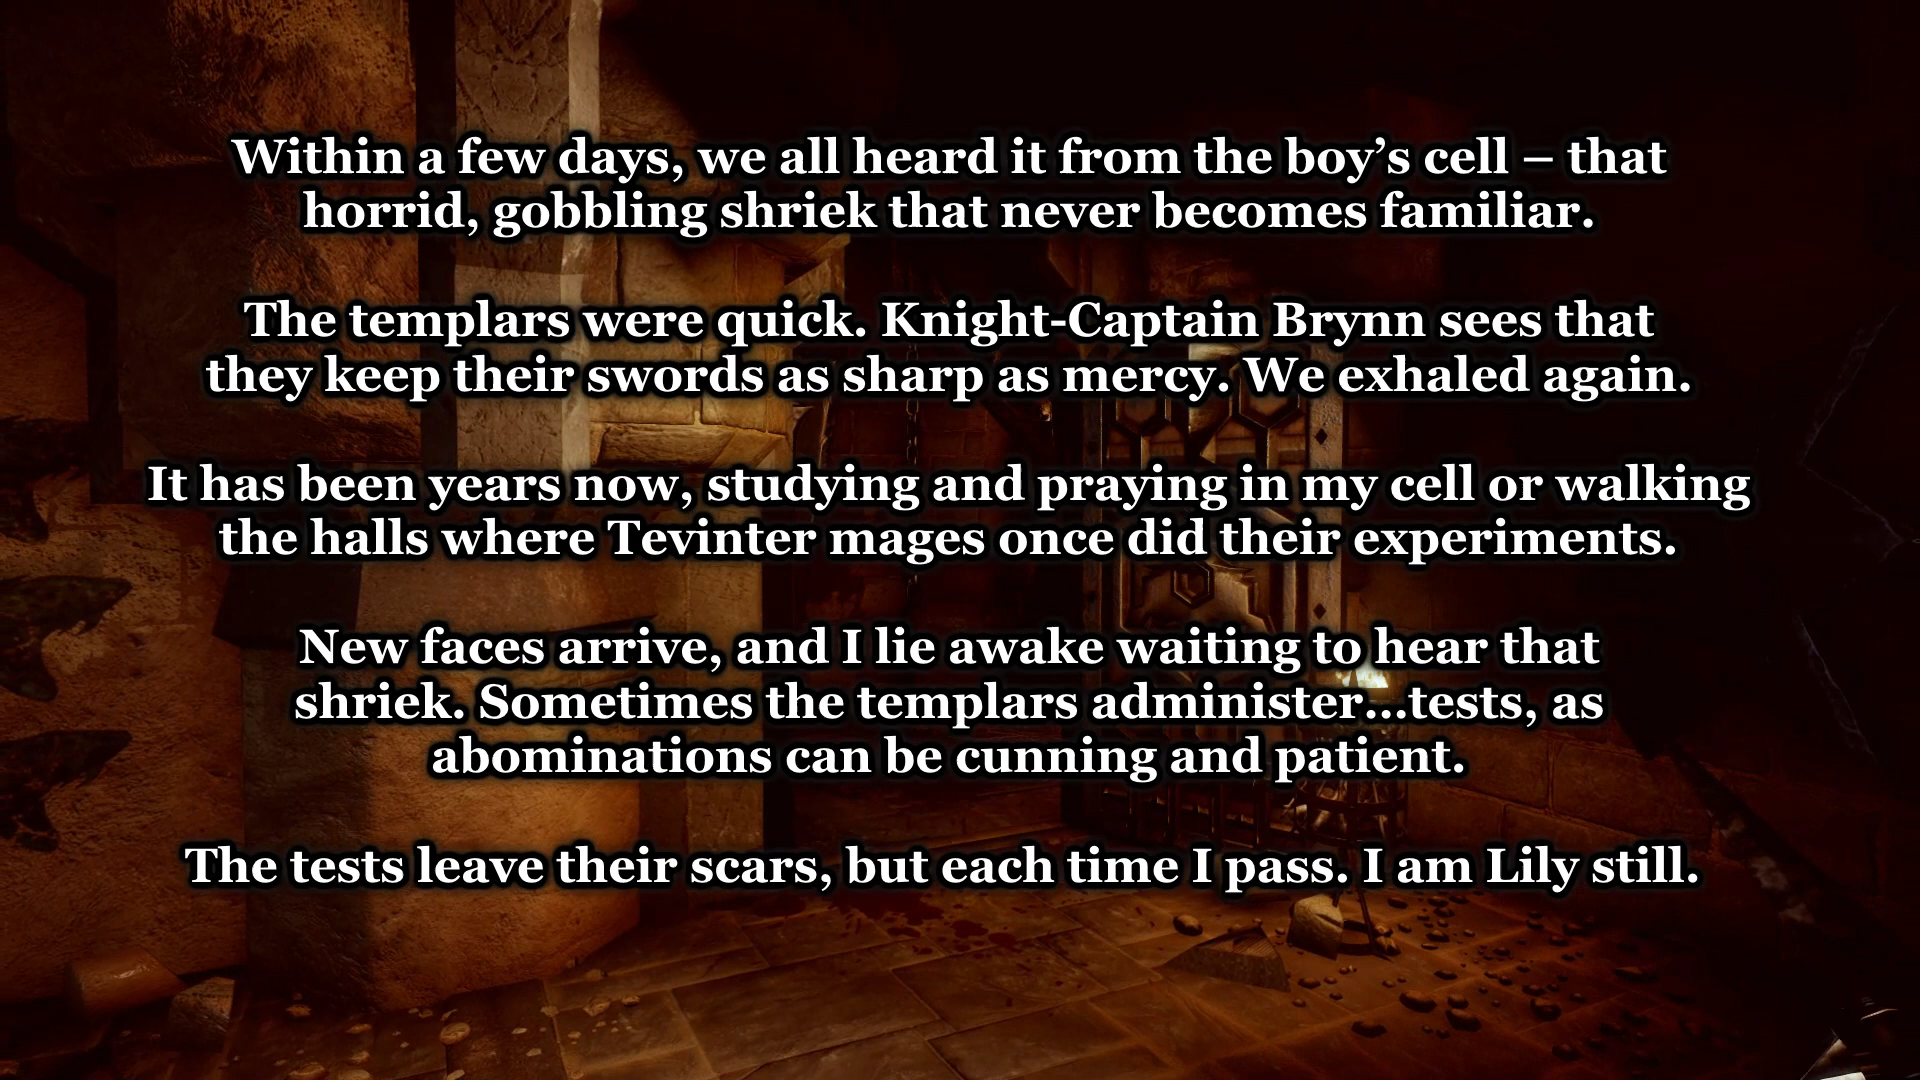 Within a few days, we all heard it from the boy’s cell – that
horrid, gobbling shriek that never becomes familiar.
The templars were quick. Knight-Captain Brynn sees that
they keep their swords as sharp as mercy. We exhaled again.
It has been years now, studying and praying in my cell or walking
the halls where Tevinter mages once did their experiments.
New faces arrive, and I lie awake waiting to hear that
shriek. Sometimes the templars administer...tests, as
abominations can be cunning and patient.
The tests leave their scars, but each time I pass. I am Lily still.